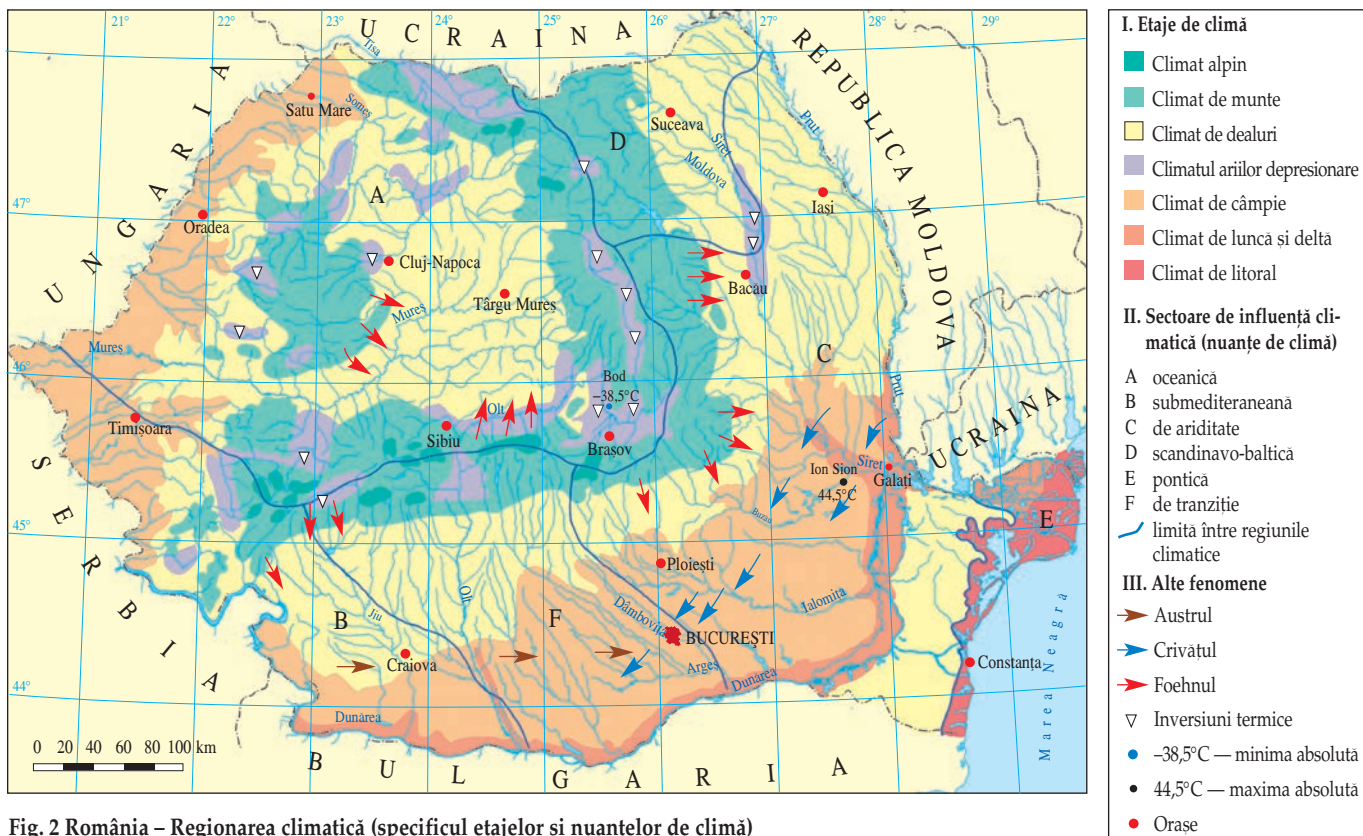 21°
22°
23°
24°
25°
26°
27°
28°
29°
UCRAINA
REPUBLICA MOLDOVA
UNGARIA
Tisa
Satu Mare
Someș
D
Suceava
Siret
Prut
Moldova
A
47°
Oradea
Iași
Cluj-Napoca
Târgu Mureș
Mureș
Bacău
Mureș
46°
C
Bod
–38,5°C
Prut
UCRAINA
Olt
Timișoara
Sibiu
Brașov
Siret
Ion Sion
44,5°C
Galați
SERBIA
45°
Buzău
E
Ploiești
Olt
Ialomița
B
Jiu
F
Dâmbovița
BUCUREȘTI
Craiova
Argeș
Constanța
Dunărea
44°
Dunărea
Marea Neagră
0 20 40 60 80 100 km
BULGARIA
I. Etaje de climă
Climat alpin
Climat de munte
Climat de dealuri
Climatul ariilor depresionare
Climat de câmpie
Climat de luncă și deltă
Climat de litoral
II. Sectoare de influență cli-
matică (nuanțe de climă)
A oceanică
B submediteraneană
C de ariditate
D scandinavo-baltică
E pontică
F de tranziție
limită între regiunile
climatice
III. Alte fenomene
Austrul
Crivățul
Foehnul
Inversiuni termice
–38,5°C — minima absolută
44,5°C — maxima absolută
Orașe
Fig. 2 România – Regionarea climatică (specificul etajelor și nuanțelor de climă)